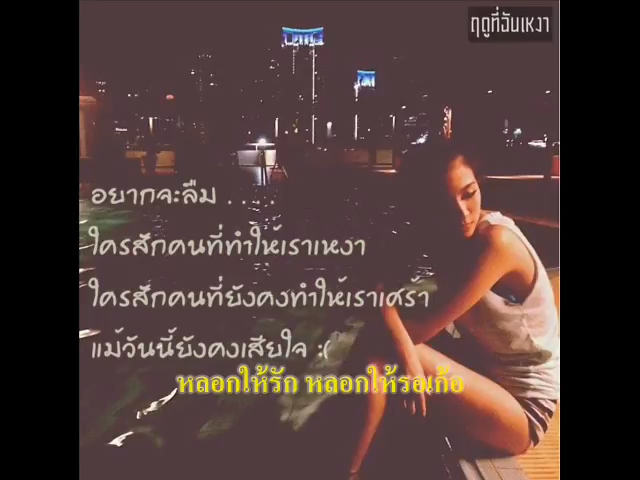 ฤดูที่ฉันเหงา
อยากจะลืม . . . .
ใครสักคนที่ทำให้เราเหงา
ใครสักคนที่ยังคงทำให้เราเศร้า
แม้วันนี้ยังคงเสียใจ :(
หลอกให้รัก หลอกให้รอเก้อ